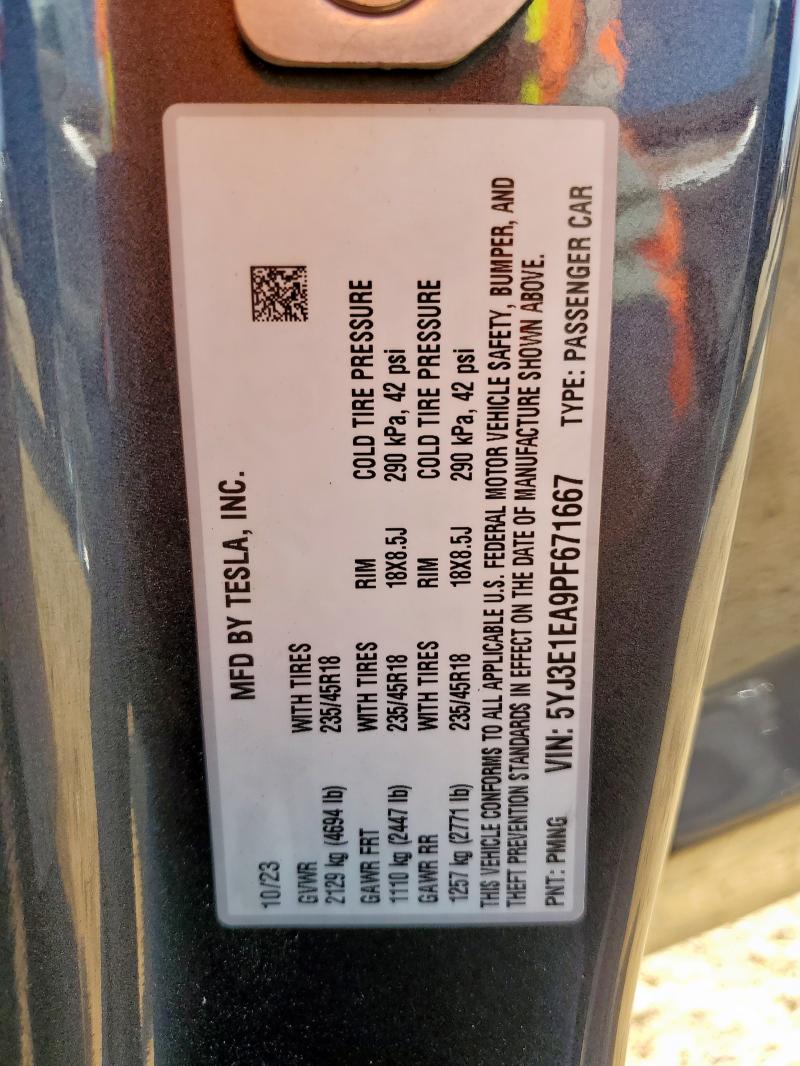 MFD BY TESLA, INC.
10/23
GVWR WITH TIRES
2129 kg (4694 lb) 235/45R18
GAWR FRT WITH TIRES RIM COLD TIRE PRESSURE
1110 kg (2447 lb) 235/45R18 18X8.5J 290 kPa, 42 psi
GAWR RR WITH TIRES RIM COLD TIRE PRESSURE
1257 kg (2771 lb) 235/45R18 18X8.5J 290 kPa, 42 psi
THIS VEHICLE CONFORMS TO ALL APPLICABLE U.S. FEDERAL MOTOR VEHICLE SAFETY, BUMPER, AND
THEFT PREVENTION STANDARDS IN EFFECT ON THE DATE OF MANUFACTURE SHOWN ABOVE.
PNT: PMNG VIN: 5YJ3E1EA9PF671667 TYPE: PASSENGER CAR